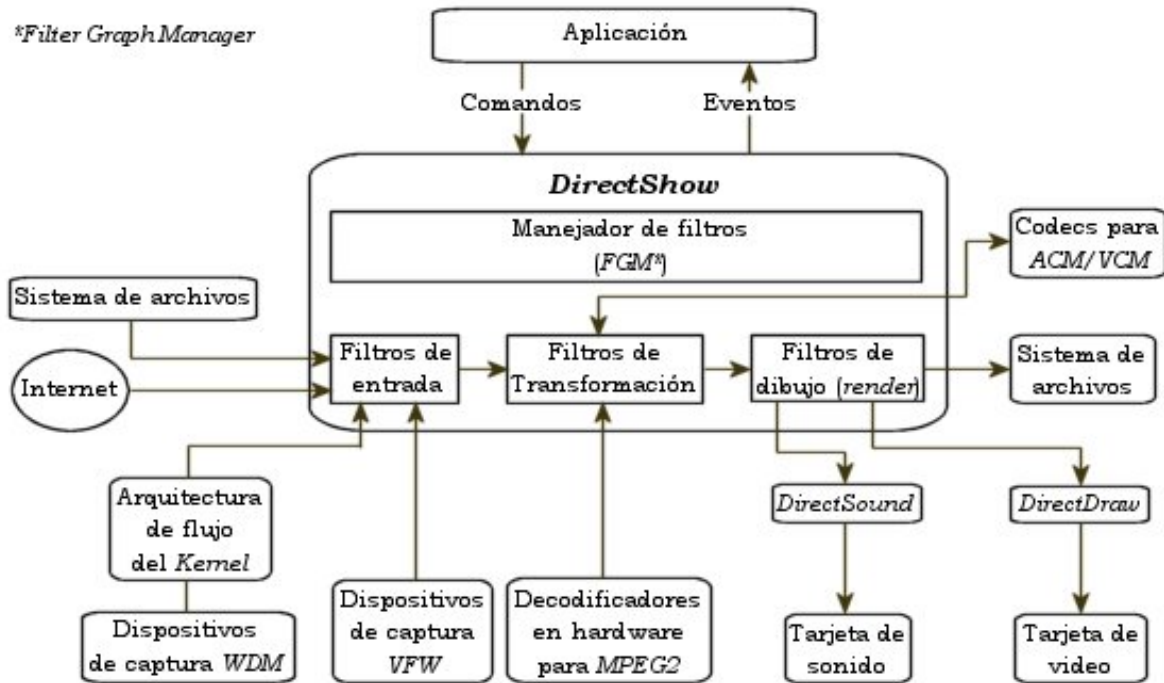 *Filter Graph Manager
Aplicación
Comandos
Eventos
DirectShow
Manejador de filtros
(FGM*)
Codecs para
ACM/VCM
Sistema de archivos
Internet
Filtros de
entrada
Filtros de
Transformación
Filtros de
dibujo (render)
Sistema de
archivos
Arquitectura
de flujo
del Kernel
DirectSound
DirectDraw
Dispositivos
de captura WDM
Dispositivos
de captura
VFW
Decodificadores
en hardware
para MPEG2
Tarjeta de
sonido
Tarjeta de
video